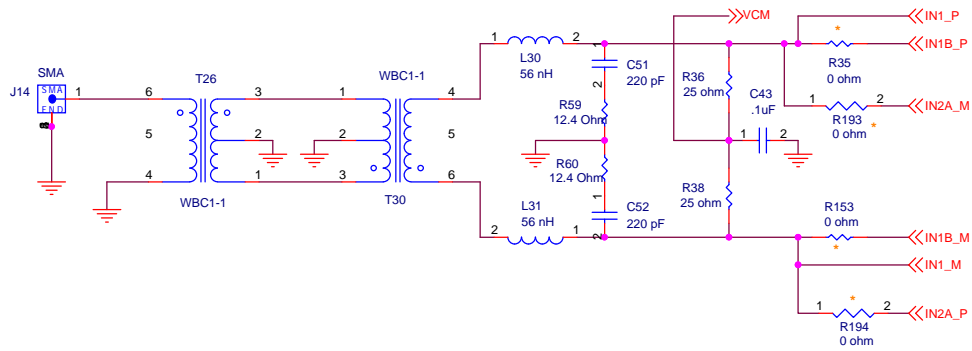 VCM
IN1_P
*
IN1B_P
R35
0 ohm
1 2
IN2A_M
R193
0 ohm
*
SMA
J14
SMA
END
1
T26
6 3
5
2
4 1
WBC1-1
WBC1-1
1 4
2
5
3 6
T30
1 2
L30
56 nH
1
C51
220 pF
2
R59
12.4 Ohm
R60
12.4 Ohm
1
C52
220 pF
2
L31
56 nH
2 1
R36
25 ohm
C43
.1uF
1 2
R38
25 ohm
R153
0 ohm
*
IN1B_M
IN1_M
*
1 2
IN2A_P
R194
0 ohm